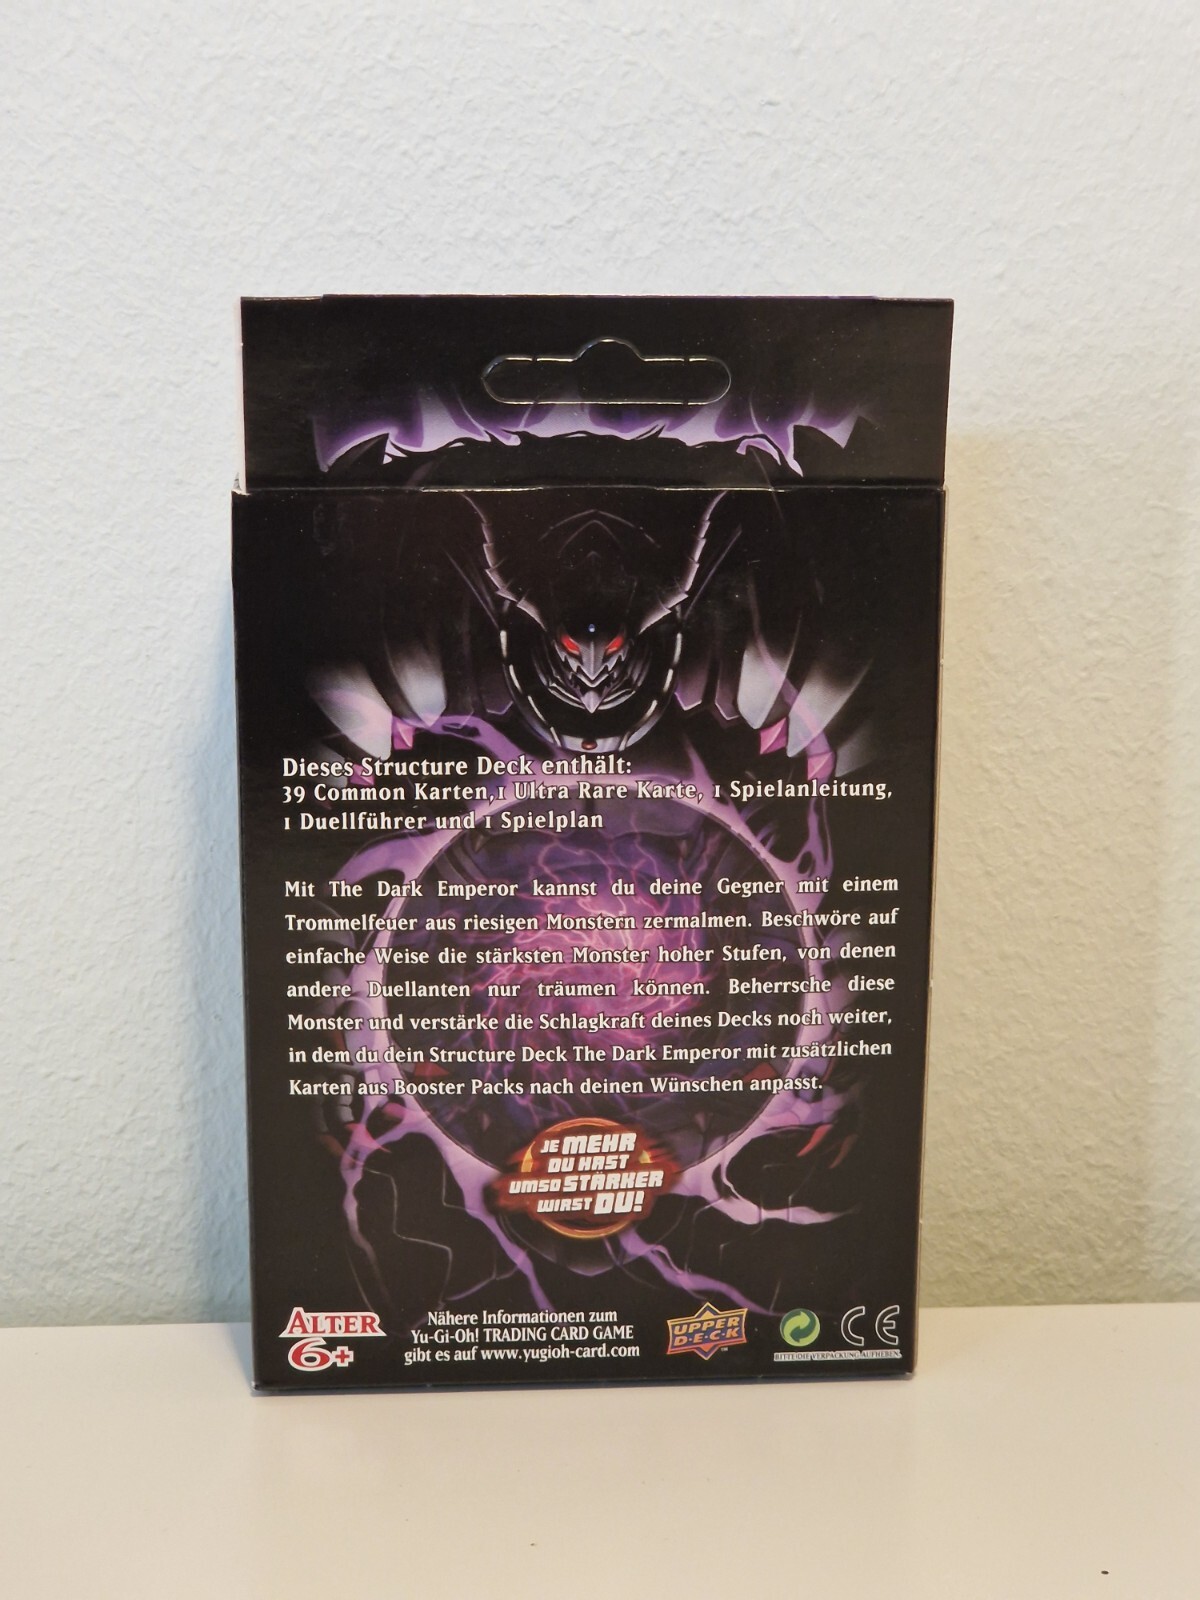 Dieses Structure Deck enthält:
39 Common Karten,1 Ultra Rare Karte, 1 Spielanleitung,
1 Duellführer und 1 Spielplan
Mit The Dark Emperor kannst du deine Gegner mit einem
Trommelfeuer aus riesigen Monstern zermalmen. Beschwöre auf
einfache Weise die stärksten Monster hoher Stufen, von denen
andere Duellanten nur träumen können. Beherrsche diese
Monster und verstärke die Schlagkraft deines Decks noch weiter,
in dem du dein Structure Deck The Dark Emperor mit zusätzlichen
Karten aus Booster Packs nach deinen Wünschen anpasst.
JE MEHR
DU HAST
UMSO STÄRKER
WIRST DU!
ALTER
6+
Nähere Informationen zum
Yu-Gi-Oh! TRADING CARD GAME
gibt es auf www.yugioh-card.com
UPPER
D·E·C·K
CE
BITTE DIE VERPACKUNG AUFHEBEN.